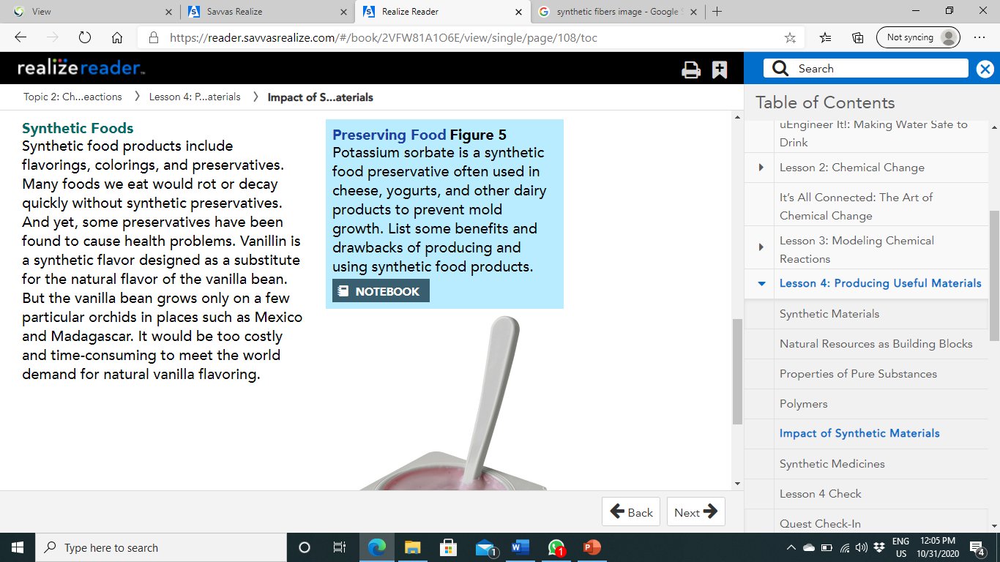 View
Savvas Realize
Realize Reader
synthetic fibers image - Google S
https://reader.savvasrealize.com/#/book/2VFW81A1O6E/view/single/page/108/toc
Not syncing
realizereader™
Search
Topic 2: Ch...eactions
Lesson 4: P...aterials
Impact of S...aterials
Synthetic Foods
Synthetic food products include
flavorings, colorings, and preservatives.
Many foods we eat would rot or decay
quickly without synthetic preservatives.
And yet, some preservatives have been
found to cause health problems. Vanillin is
a synthetic flavor designed as a substitute
for the natural flavor of the vanilla bean.
But the vanilla bean grows only on a few
particular orchids in places such as Mexico
and Madagascar. It would be too costly
and time-consuming to meet the world
demand for natural vanilla flavoring.
Preserving Food Figure 5
Potassium sorbate is a synthetic
food preservative often used in
cheese, yogurts, and other dairy
products to prevent mold
growth. List some benefits and
drawbacks of producing and
using synthetic food products.
NOTEBOOK
Back
Next
Table of Contents
uEngineer It!: Making Water Safe to
Drink
Lesson 2: Chemical Change
It's All Connected: The Art of
Chemical Change
Lesson 3: Modeling Chemical
Reactions
Lesson 4: Producing Useful Materials
Synthetic Materials
Natural Resources as Building Blocks
Properties of Pure Substances
Polymers
Impact of Synthetic Materials
Synthetic Medicines
Lesson 4 Check
Quest Check-In
Type here to search
1
1
ENG
US
12:05 PM
10/31/2020
4